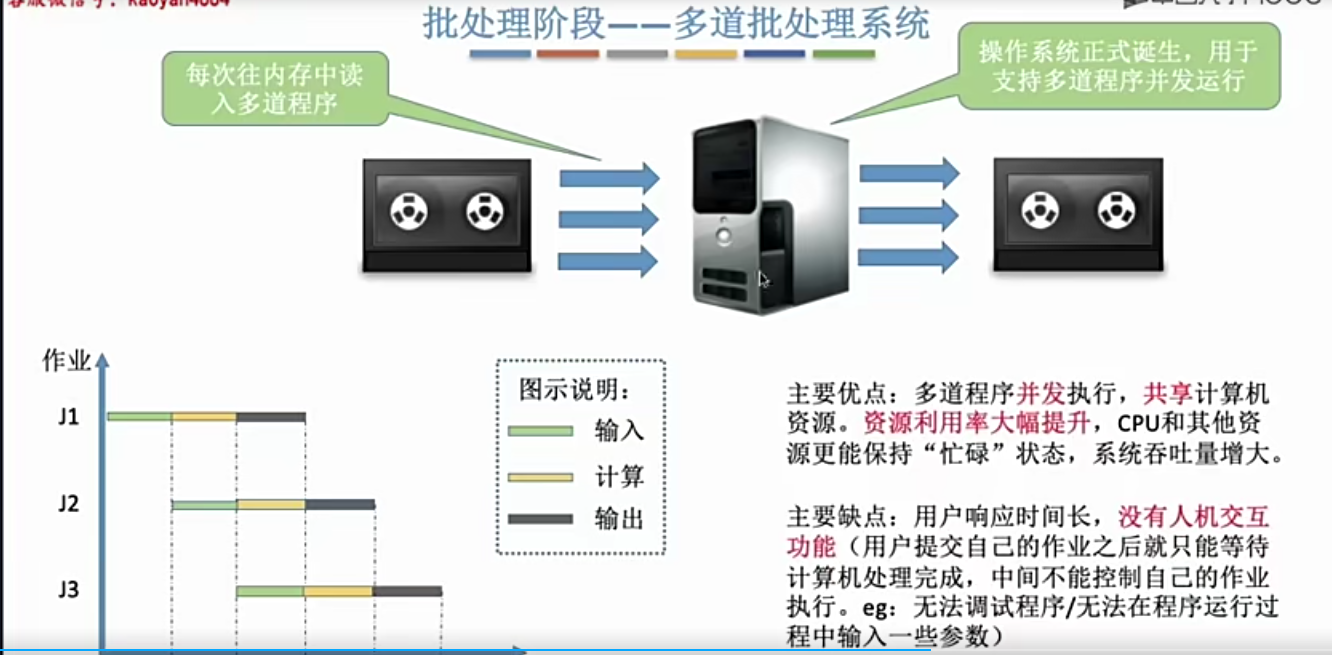 批处理阶段——多道批处理系统
每次往内存中读
入多道程序
操作系统正式诞生，用于
支持多道程序并发运行
作业
J1
J2
J3
图示说明：
输入
计算
输出
主要优点：多道程序并发执行，共享计算机
资源。资源利用率大幅提升，CPU和其他资
源更能保持“忙碌”状态，系统吞吐量增大。
主要缺点：用户响应时间长，没有人机交互
功能（用户提交自己的作业之后就只能等待
计算机处理完成，中间不能控制自己的作业
执行。eg：无法调试程序/无法在程序运行过
程中输入一些参数）